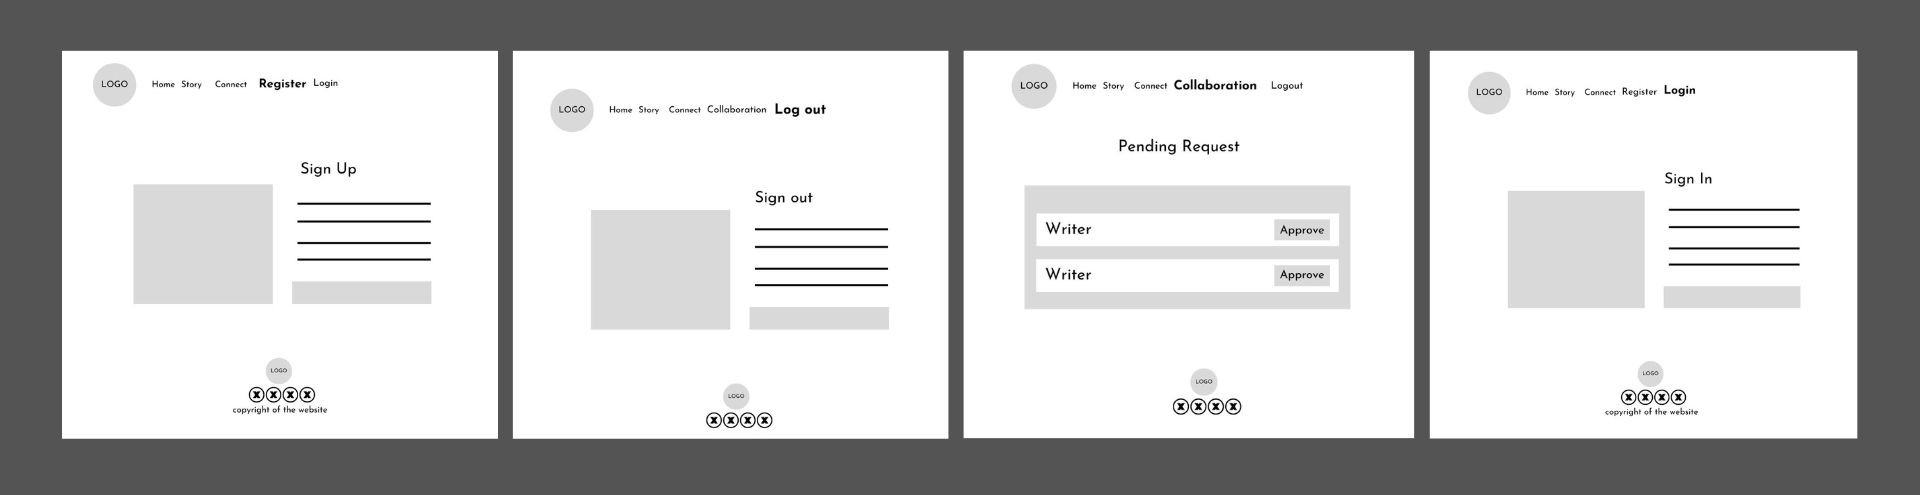 LOGO Home Story Connect Register Login
Sign Up
LOGO
copyright of the website
LOGO Home Story Connect Collaboration Log out
Sign out
LOGO
LOGO Home Story Connect Collaboration Logout
Pending Request
Writer Approve
Writer Approve
LOGO
LOGO Home Story Connect Register Login
Sign In
LOGO
copyright of the website